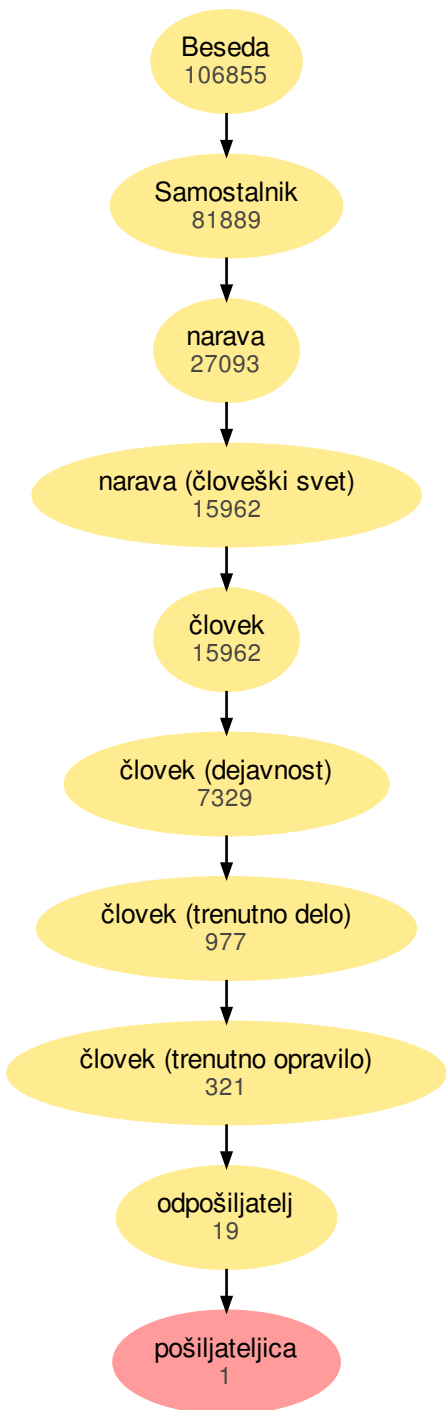 Beseda
106855
Samostalnik
81889
narava
27093
narava (človeški svet)
15962
človek
15962
človek (dejavnost)
7329
človek (trenutno delo)
977
človek (trenutno opravilo)
321
odpošiljatelj
19
pošiljateljica
1